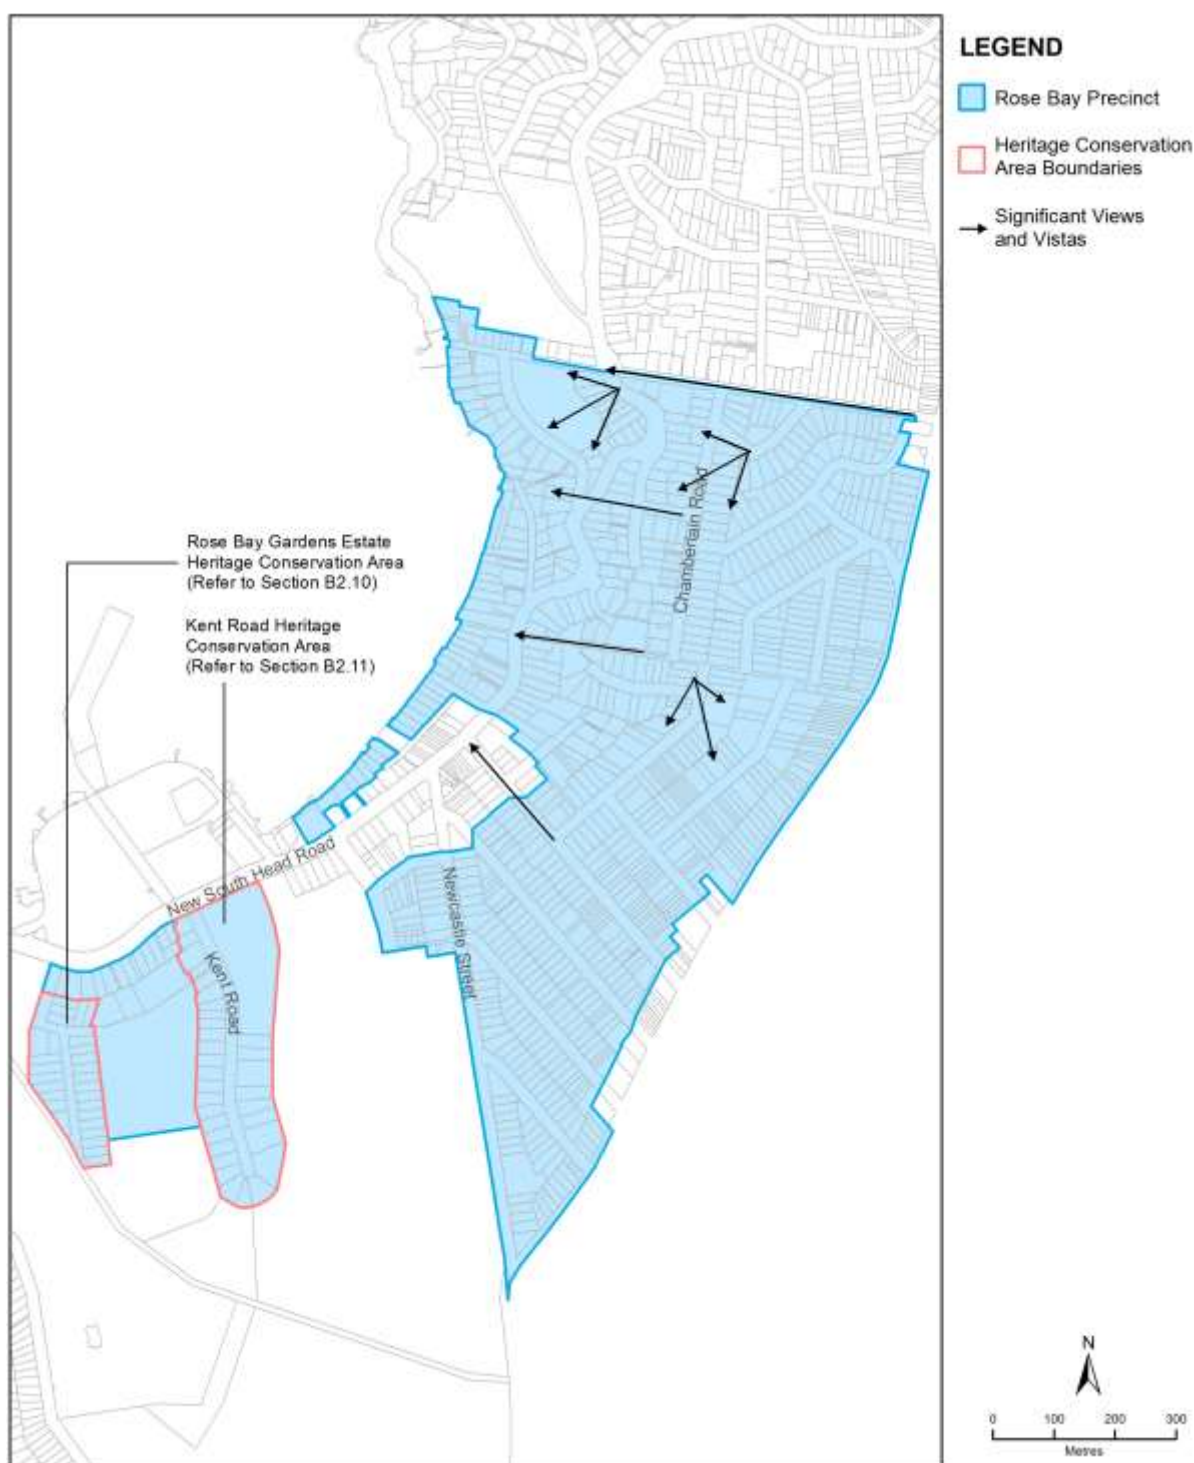 LEGEND
Rose Bay Precinct
Heritage Conservation
Area Boundaries
Significant Views
and Vistas
Chamberlain Road
Rose Bay Gardens Estate
Heritage Conservation Area
(Refer to Section B2.10)
Kent Road Heritage
Conservation Area
(Refer to Section B2.11)
New South Head Road
Newcastle Street
Kent Road
N
0 100 200 300
Metres